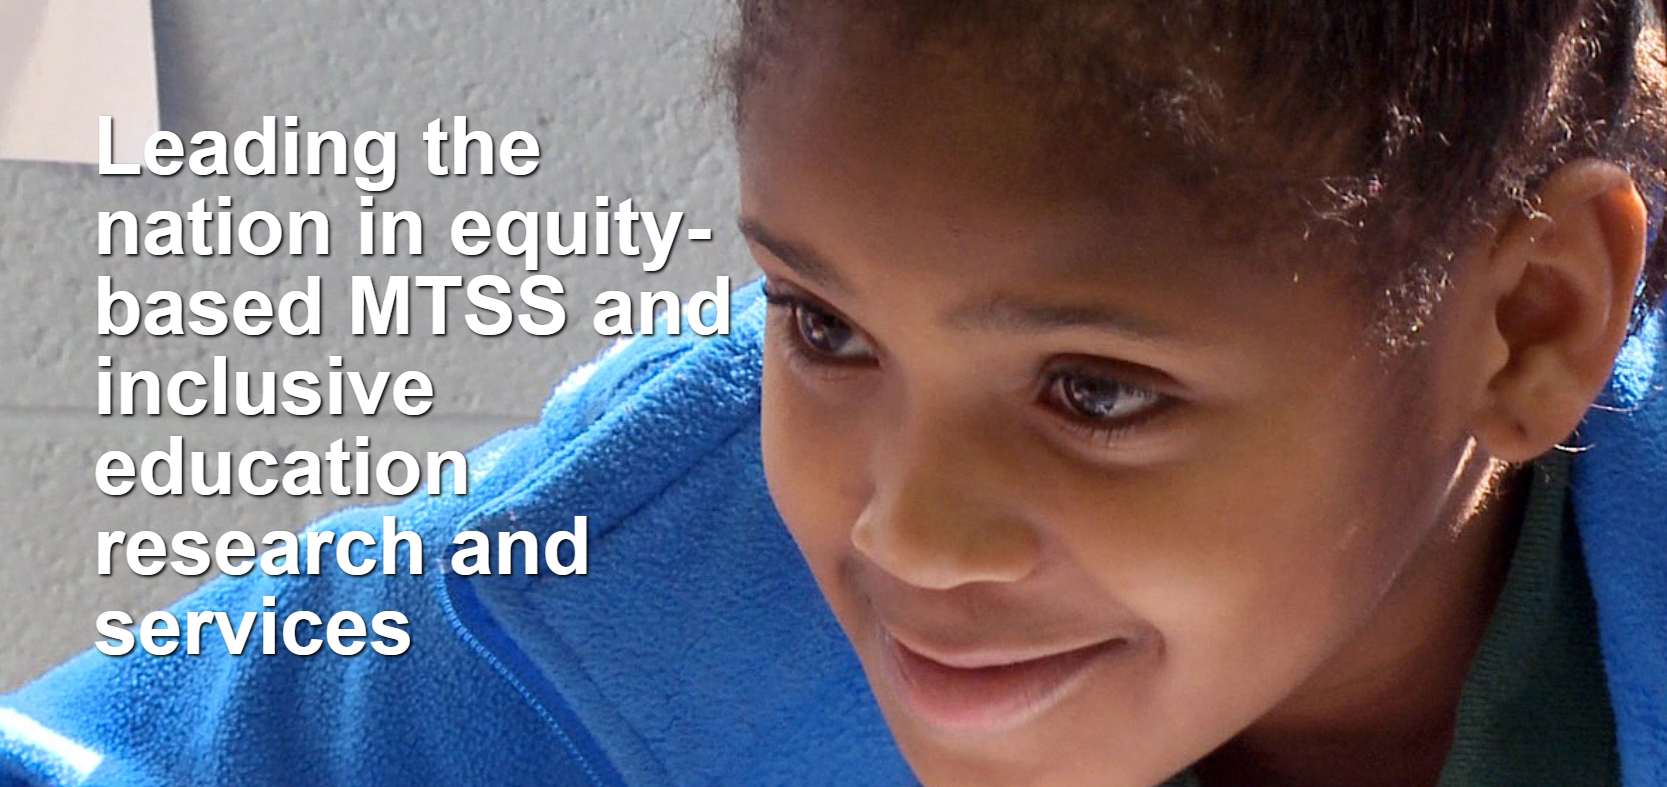 Leading the
nation in equity-
based MTSS and
inclusive
education
research and
services